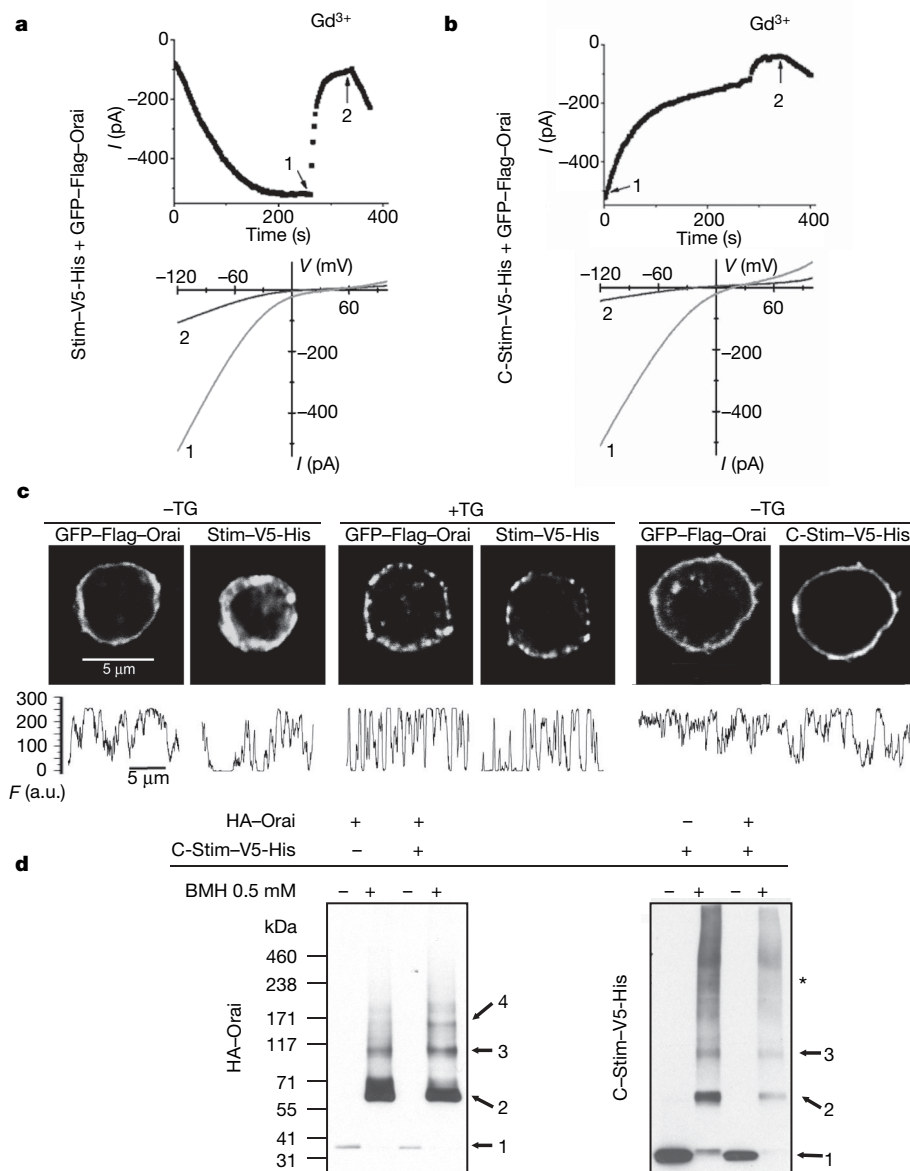 a
Gd³⁺
Stim–V5-His + GFP–Flag–Orai
I (pA)
0
−200
−400
1
2
0 200 400
Time (s)
V (mV)
−120 −60 60
2
−200
−400
1
I (pA)
b
Gd³⁺
C-Stim–V5-His + GFP–Flag–Orai
I (pA)
0
−200
−400
1
2
0 200 400
Time (s)
V (mV)
−120 −60 60
2
−200
−400
1
I (pA)
c
−TG +TG −TG
GFP–Flag–Orai Stim–V5-His GFP–Flag–Orai Stim–V5-His GFP–Flag–Orai C-Stim–V5-His
5 µm
300
200
100
0
F (a.u.)
5 µm
HA–Orai + + − +
C-Stim–V5-His − + + +
d
BMH 0.5 mM − + − + − + − +
kDa
460
238
171
117
71
55
41
31
HA–Orai
4
3
2
1
C–Stim–V5-His
*
3
2
1